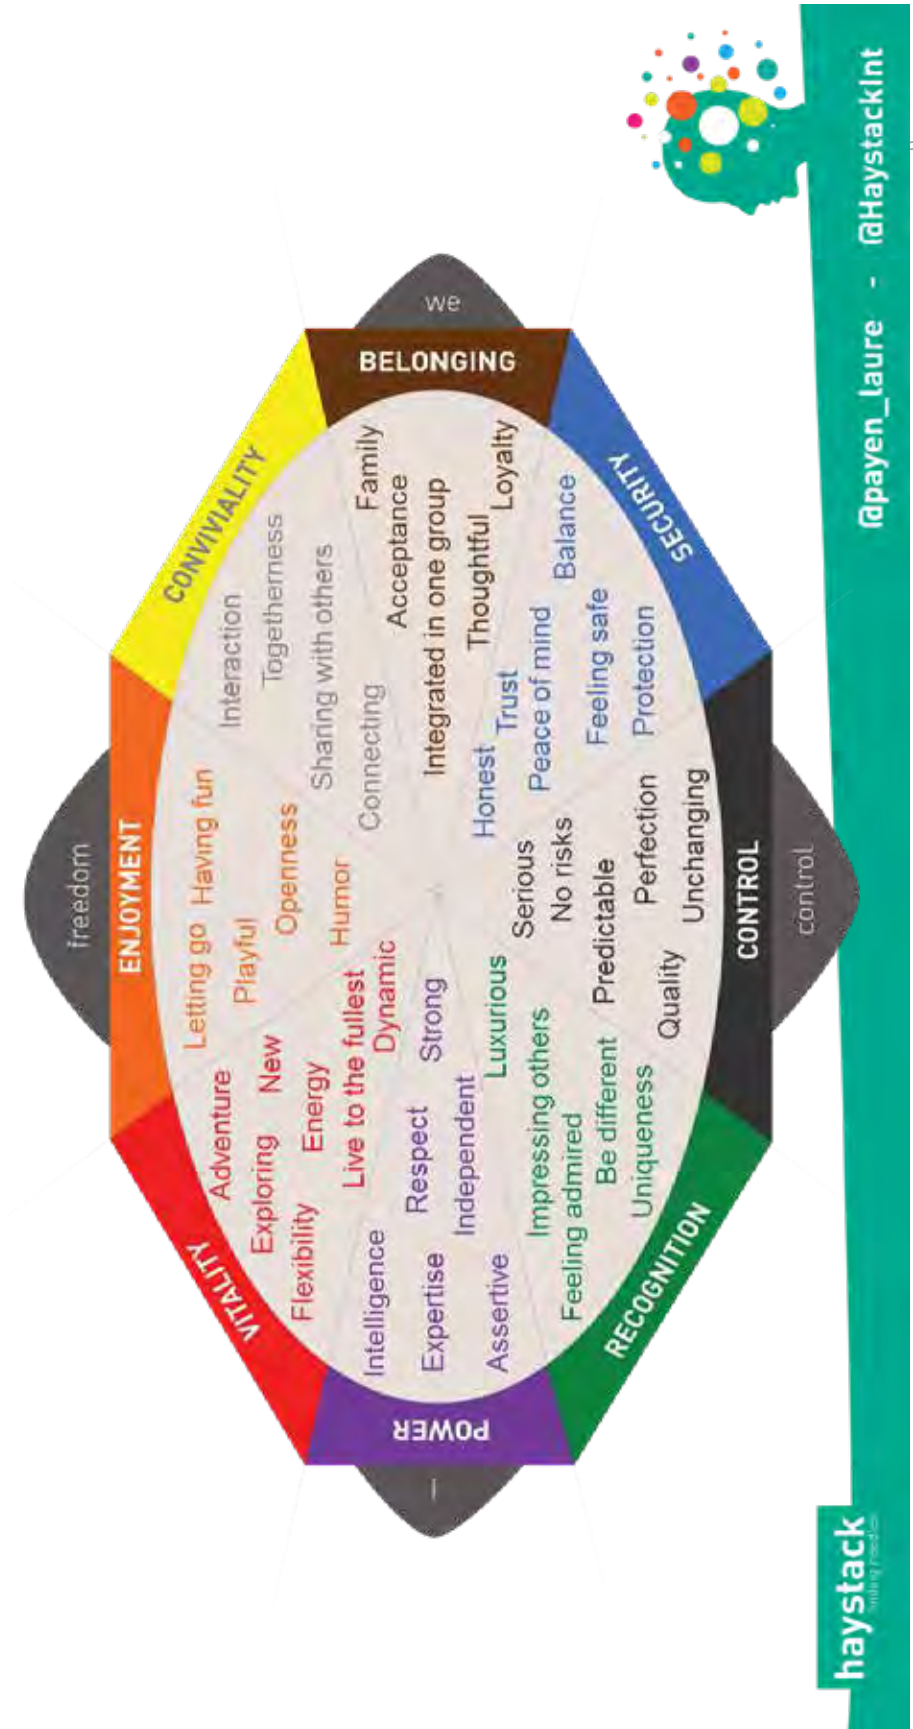 freedom
ENJOYMENT
CONVIVIALITY
BELONGING
we
SECURITY
CONTROL
control
RECOGNITION
POWER
I
VITALITY
Letting go
Having fun
Playful
Openness
Humor
Interaction
Togetherness
Sharing with others
Connecting
Family
Acceptance
Integrated in one group
Thoughtful
Loyalty
Honest
Trust
Peace of mind
Balance
Feeling safe
Protection
Serious
No risks
Predictable
Perfection
Quality
Unchanging
Luxurious
Impressing others
Feeling admired
Be different
Uniqueness
Intelligence
Respect
Strong
Expertise
Independent
Assertive
Adventure
Exploring
New
Flexibility
Energy
Live to the fullest
Dynamic
haystack
finding needles
@payen_laure - @HaystackInt